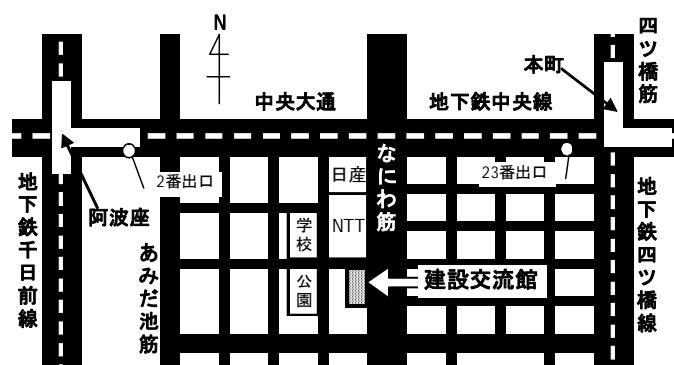 N
四ツ橋筋
本町
中央大通
地下鉄中央線
なにわ筋
日産
2番出口
23番出口
地下鉄千日前線
阿波座
あみだ池筋
学校
NTT
公園
建設交流館
地下鉄四ツ橋線